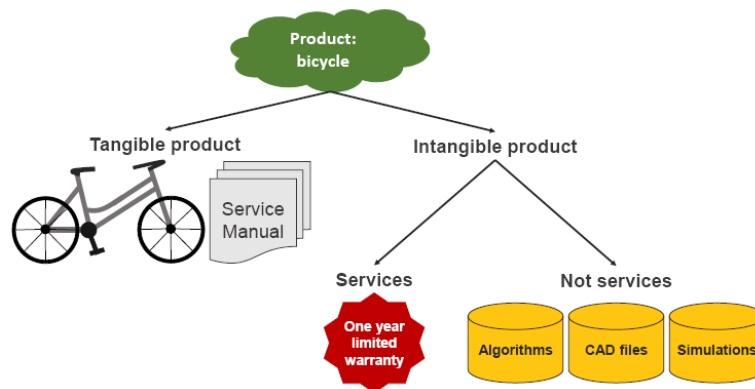 Product:
bicycle
Tangible product
Intangible product
Service
Manual
Services
Not services
One year
limited
warranty
Algorithms
CAD files
Simulations